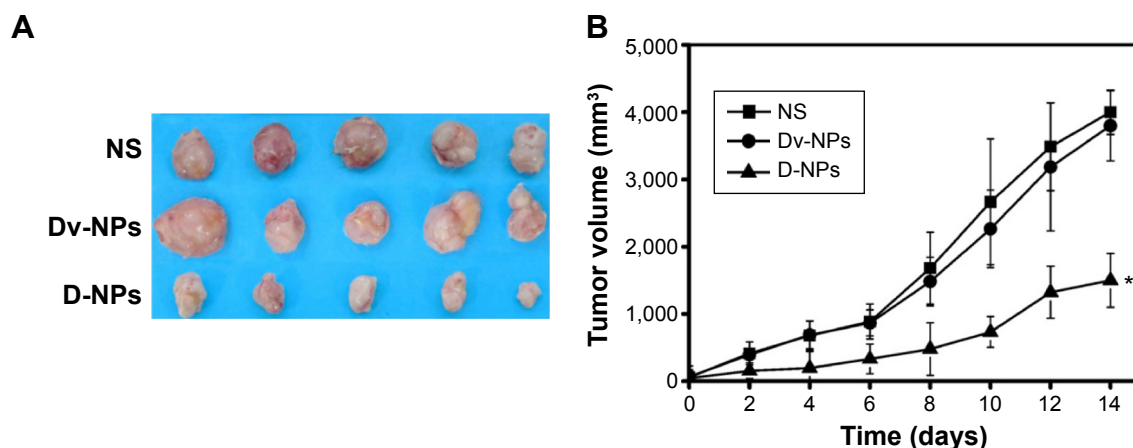 A
NS
Dv-NPs
D-NPs
B
Tumor volume (mm³)
5,000
4,000
3,000
2,000
1,000
0
NS
Dv-NPs
D-NPs
*
0 2 4 6 8 10 12 14
Time (days)